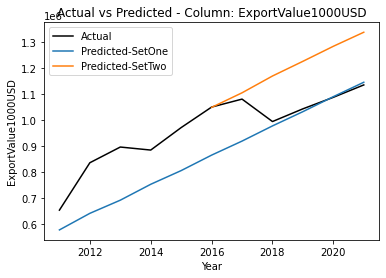 Actual vs Predicted - Column: ExportValue1000USD
1e6
Actual
Predicted-SetOne
Predicted-SetTwo
1.3
1.2
1.1
1.0
0.9
0.8
0.7
0.6
ExportValue1000USD
2012 2014 2016 2018 2020
Year